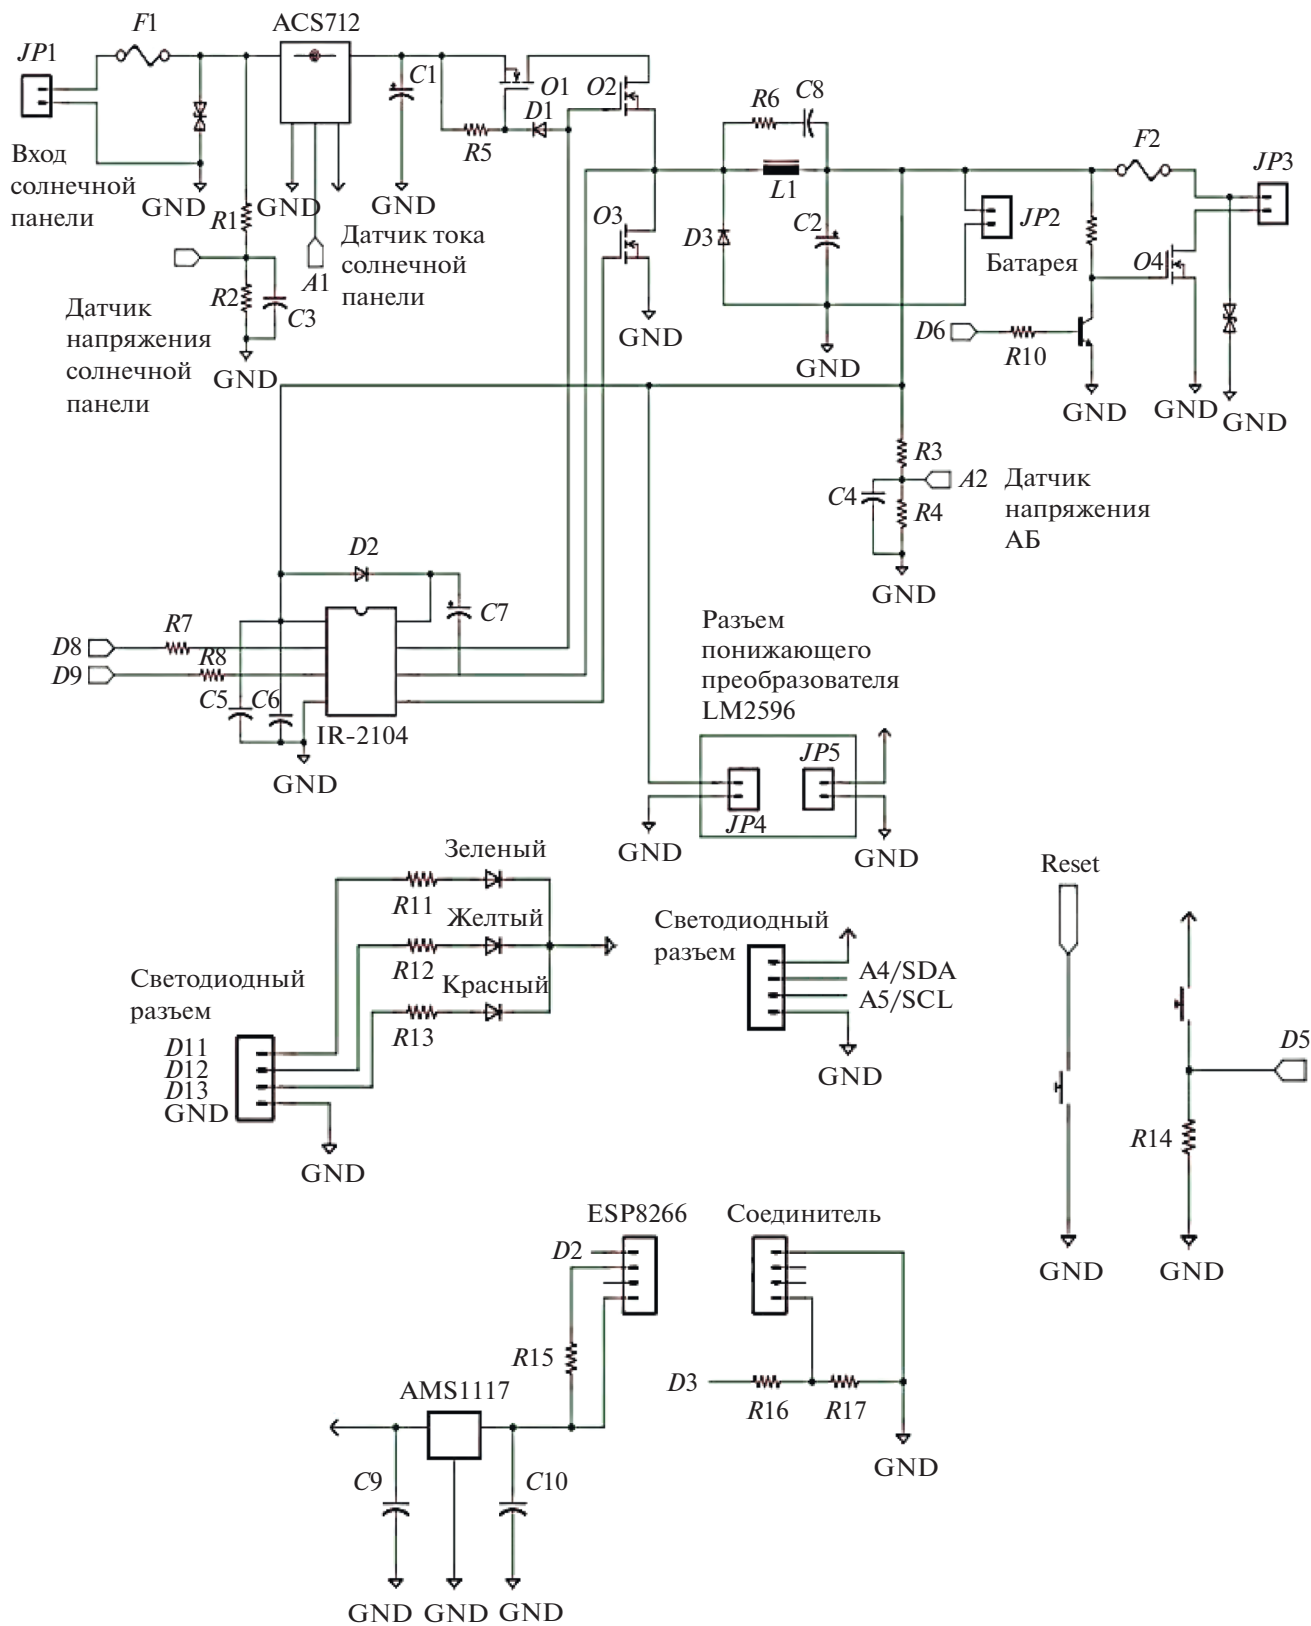 F1
ACS712
JP1
C1
O1
O2
D1
R5
R6
C8
F2
JP3
Вход
солнечной
панели
GND
GND
GND
R1
L1
O3
D3
C2
JP2
Батарея
O4
Датчик тока
солнечной
панели
A1
R2
C3
Датчик
напряжения
солнечной
панели
GND
GND
GND
D6
R10
GND
GND
GND
R3
A2
Датчик
напряжения
АБ
C4
R4
GND
D2
C7
D8
R7
D9
R8
C5
C6
IR-2104
GND
Разъем
понижающего
преобразователя
LM2596
JP5
JP4
GND
GND
Зеленый
R11
Желтый
R12
Красный
R13
Светодиодный
разъем
D11
D12
D13
GND
GND
Светодиодный
разъем
A4/SDA
A5/SCL
GND
Reset
D5
R14
GND
GND
ESP8266
D2
R15
Соединитель
D3
R16
R17
GND
AMS1117
C9
C10
GND
GND
GND